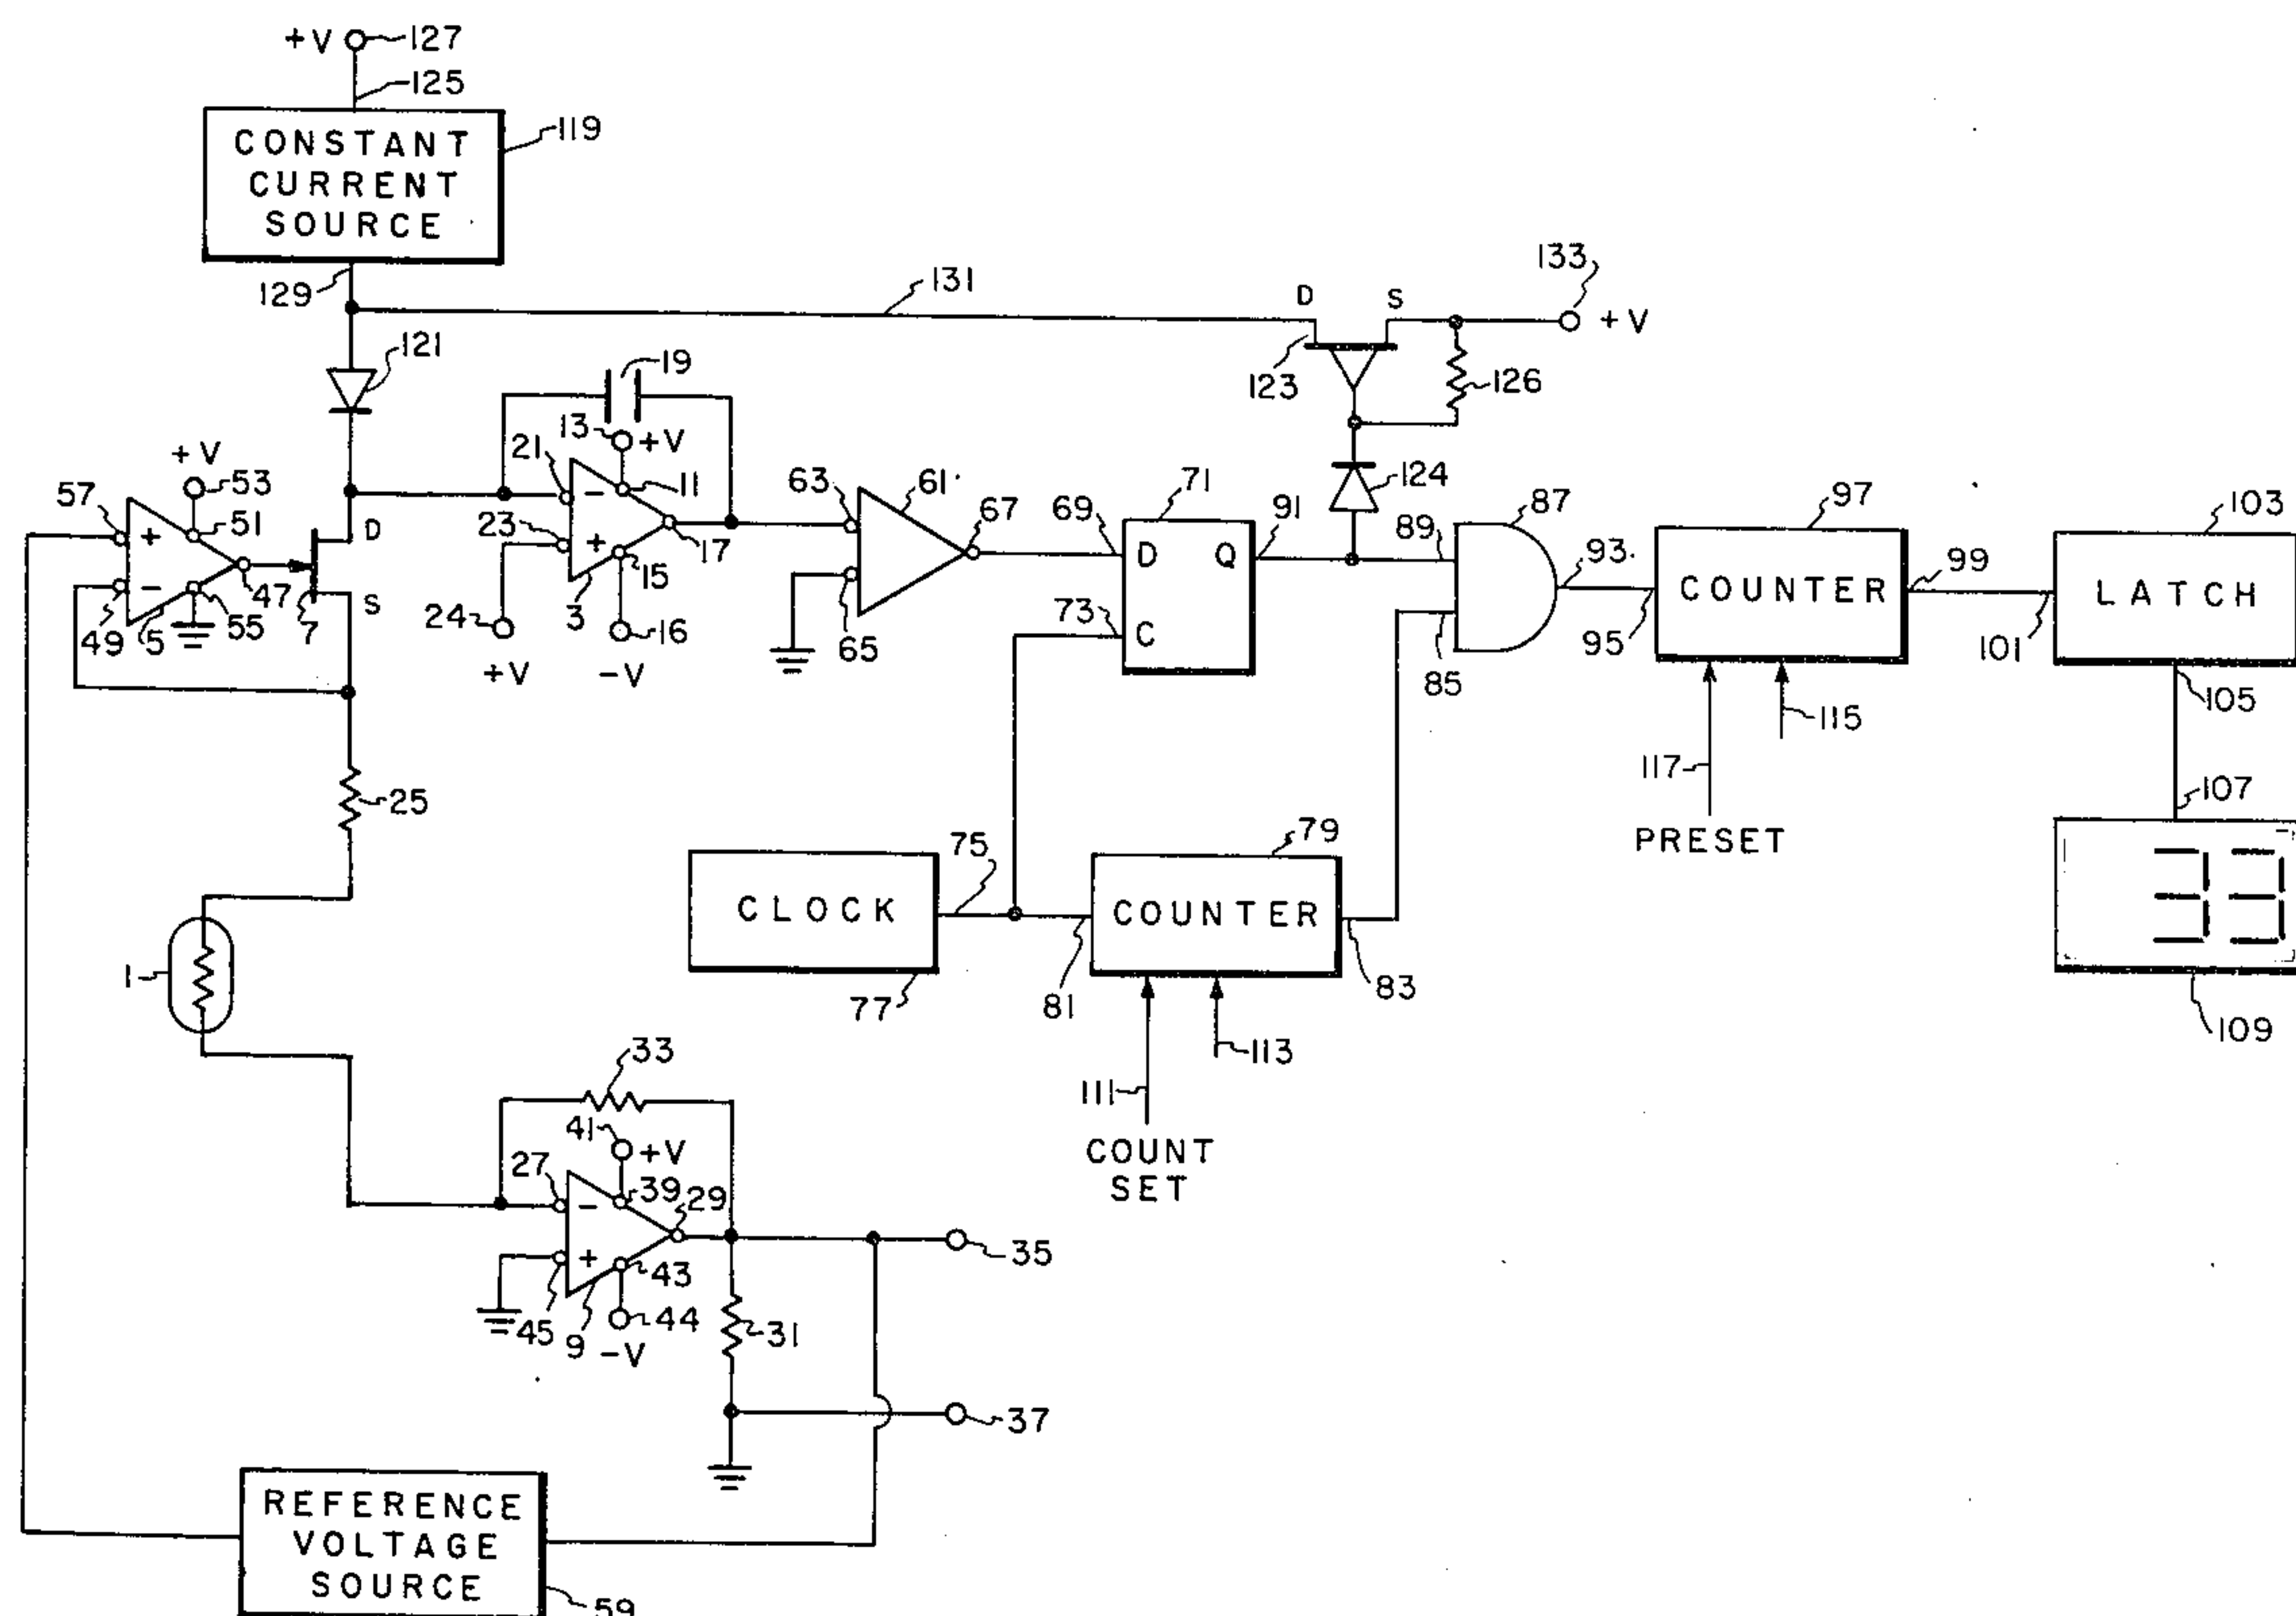 +V 127
125
CONSTANT
CURRENT
SOURCE
119
129
131
133
D S
+V
121
19
123
126
13 +V
21
11
124
+V
53
57
51
+
−
D
S
49
5
55
47
7
−
+
23
24
+V
3
15
17
16
−V
63
61
65
67
69
71
D Q
C
73
91
89
87
85
93
95
97
COUNTER
99
101
103
LATCH
105
107
33
109
115
117
PRESET
25
1
75
CLOCK
77
79
COUNTER
81
83
113
111
COUNT
SET
33
41
+V
27
39
29
−
+
35
43
45
9
44
−V
31
37
REFERENCE
VOLTAGE
SOURCE
59